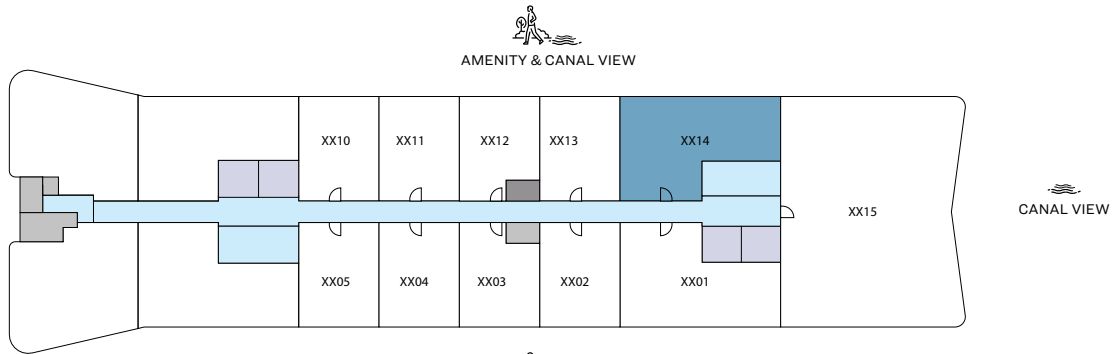 AMENITY & CANAL VIEW
XX10
XX11
XX12
XX13
XX14
XX15
CANAL VIEW
XX05
XX04
XX03
XX02
XX01